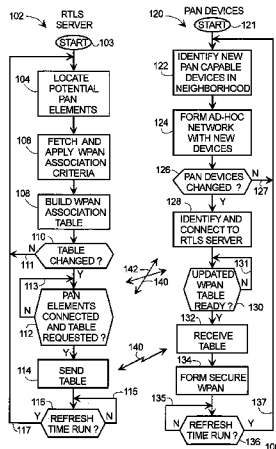 102
RTLS
SERVER
START
103
104
LOCATE
POTENTIAL
PAN
ELEMENTS
106
FETCH AND
APPLY WPAN
ASSOCIATION
CRITERIA
108
BUILD WPAN
ASSOCIATION
TABLE
110
TABLE
CHANGED ?
N
111
Y
113
N
PAN
ELEMENTS
CONNECTED
AND TABLE
REQUESTED?
112
Y
114
SEND
TABLE
115
116
REFRESH
TIME RUN ?
Y
N
117
142
140
140
120
PAN DEVICES
START
121
122
IDENTIFY NEW
PAN CAPABLE
DEVICES IN
NEIGHBORHOOD
124
FORM AD-HOC
NETWORK
WITH NEW
DEVICES
126
PAN DEVICES
CHANGED ?
N
127
Y
128
IDENTIFY AND
CONNECT TO
RTLS SERVER
131
UPDATED
WPAN
TABLE
READY ?
N
130
132
Y
RECEIVE
TABLE
134
FORM SECURE
WPAN
135
137
N
REFRESH
TIME RUN ?
Y
136
100